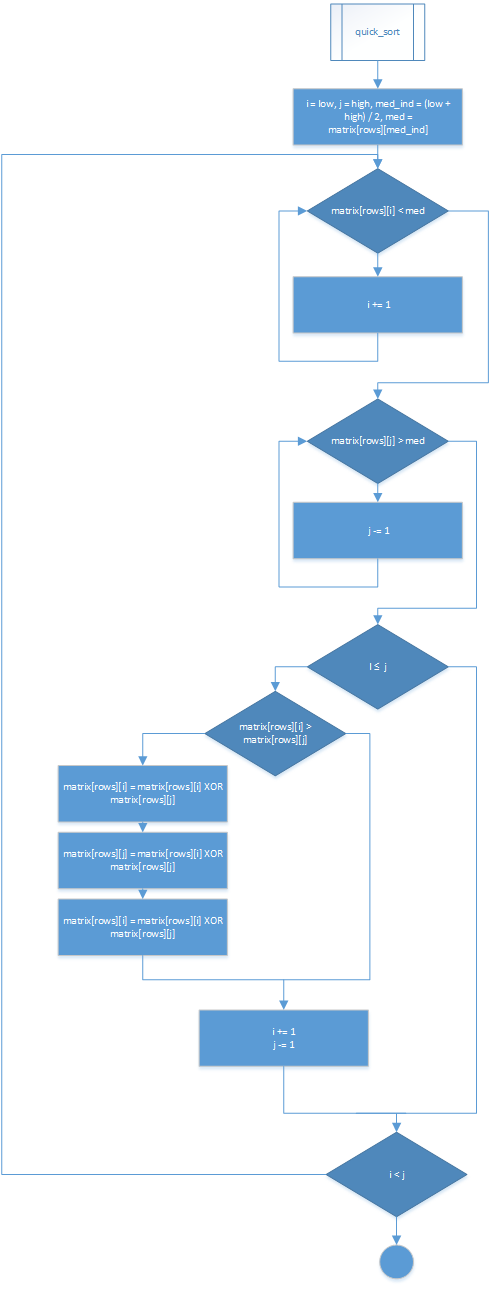 quick_sort
i = low, j = high, med_ind = (low +
high) / 2, med =
matrix[rows][med_ind]
matrix[rows][i] < med
i += 1
matrix[rows][j] > med
j -= 1
I ≤ j
matrix[rows][i] >
matrix[rows][j]
matrix[rows][i] = matrix[rows][i] XOR
matrix[rows][j]
matrix[rows][j] = matrix[rows][i] XOR
matrix[rows][j]
matrix[rows][i] = matrix[rows][i] XOR
matrix[rows][j]
i += 1
j -= 1
i < j